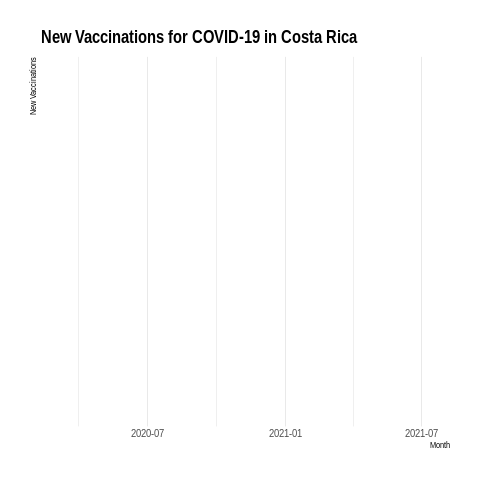 New Vaccinations for COVID-19 in Costa Rica
New Vaccinations
2020-07
2021-01
2021-07
Month